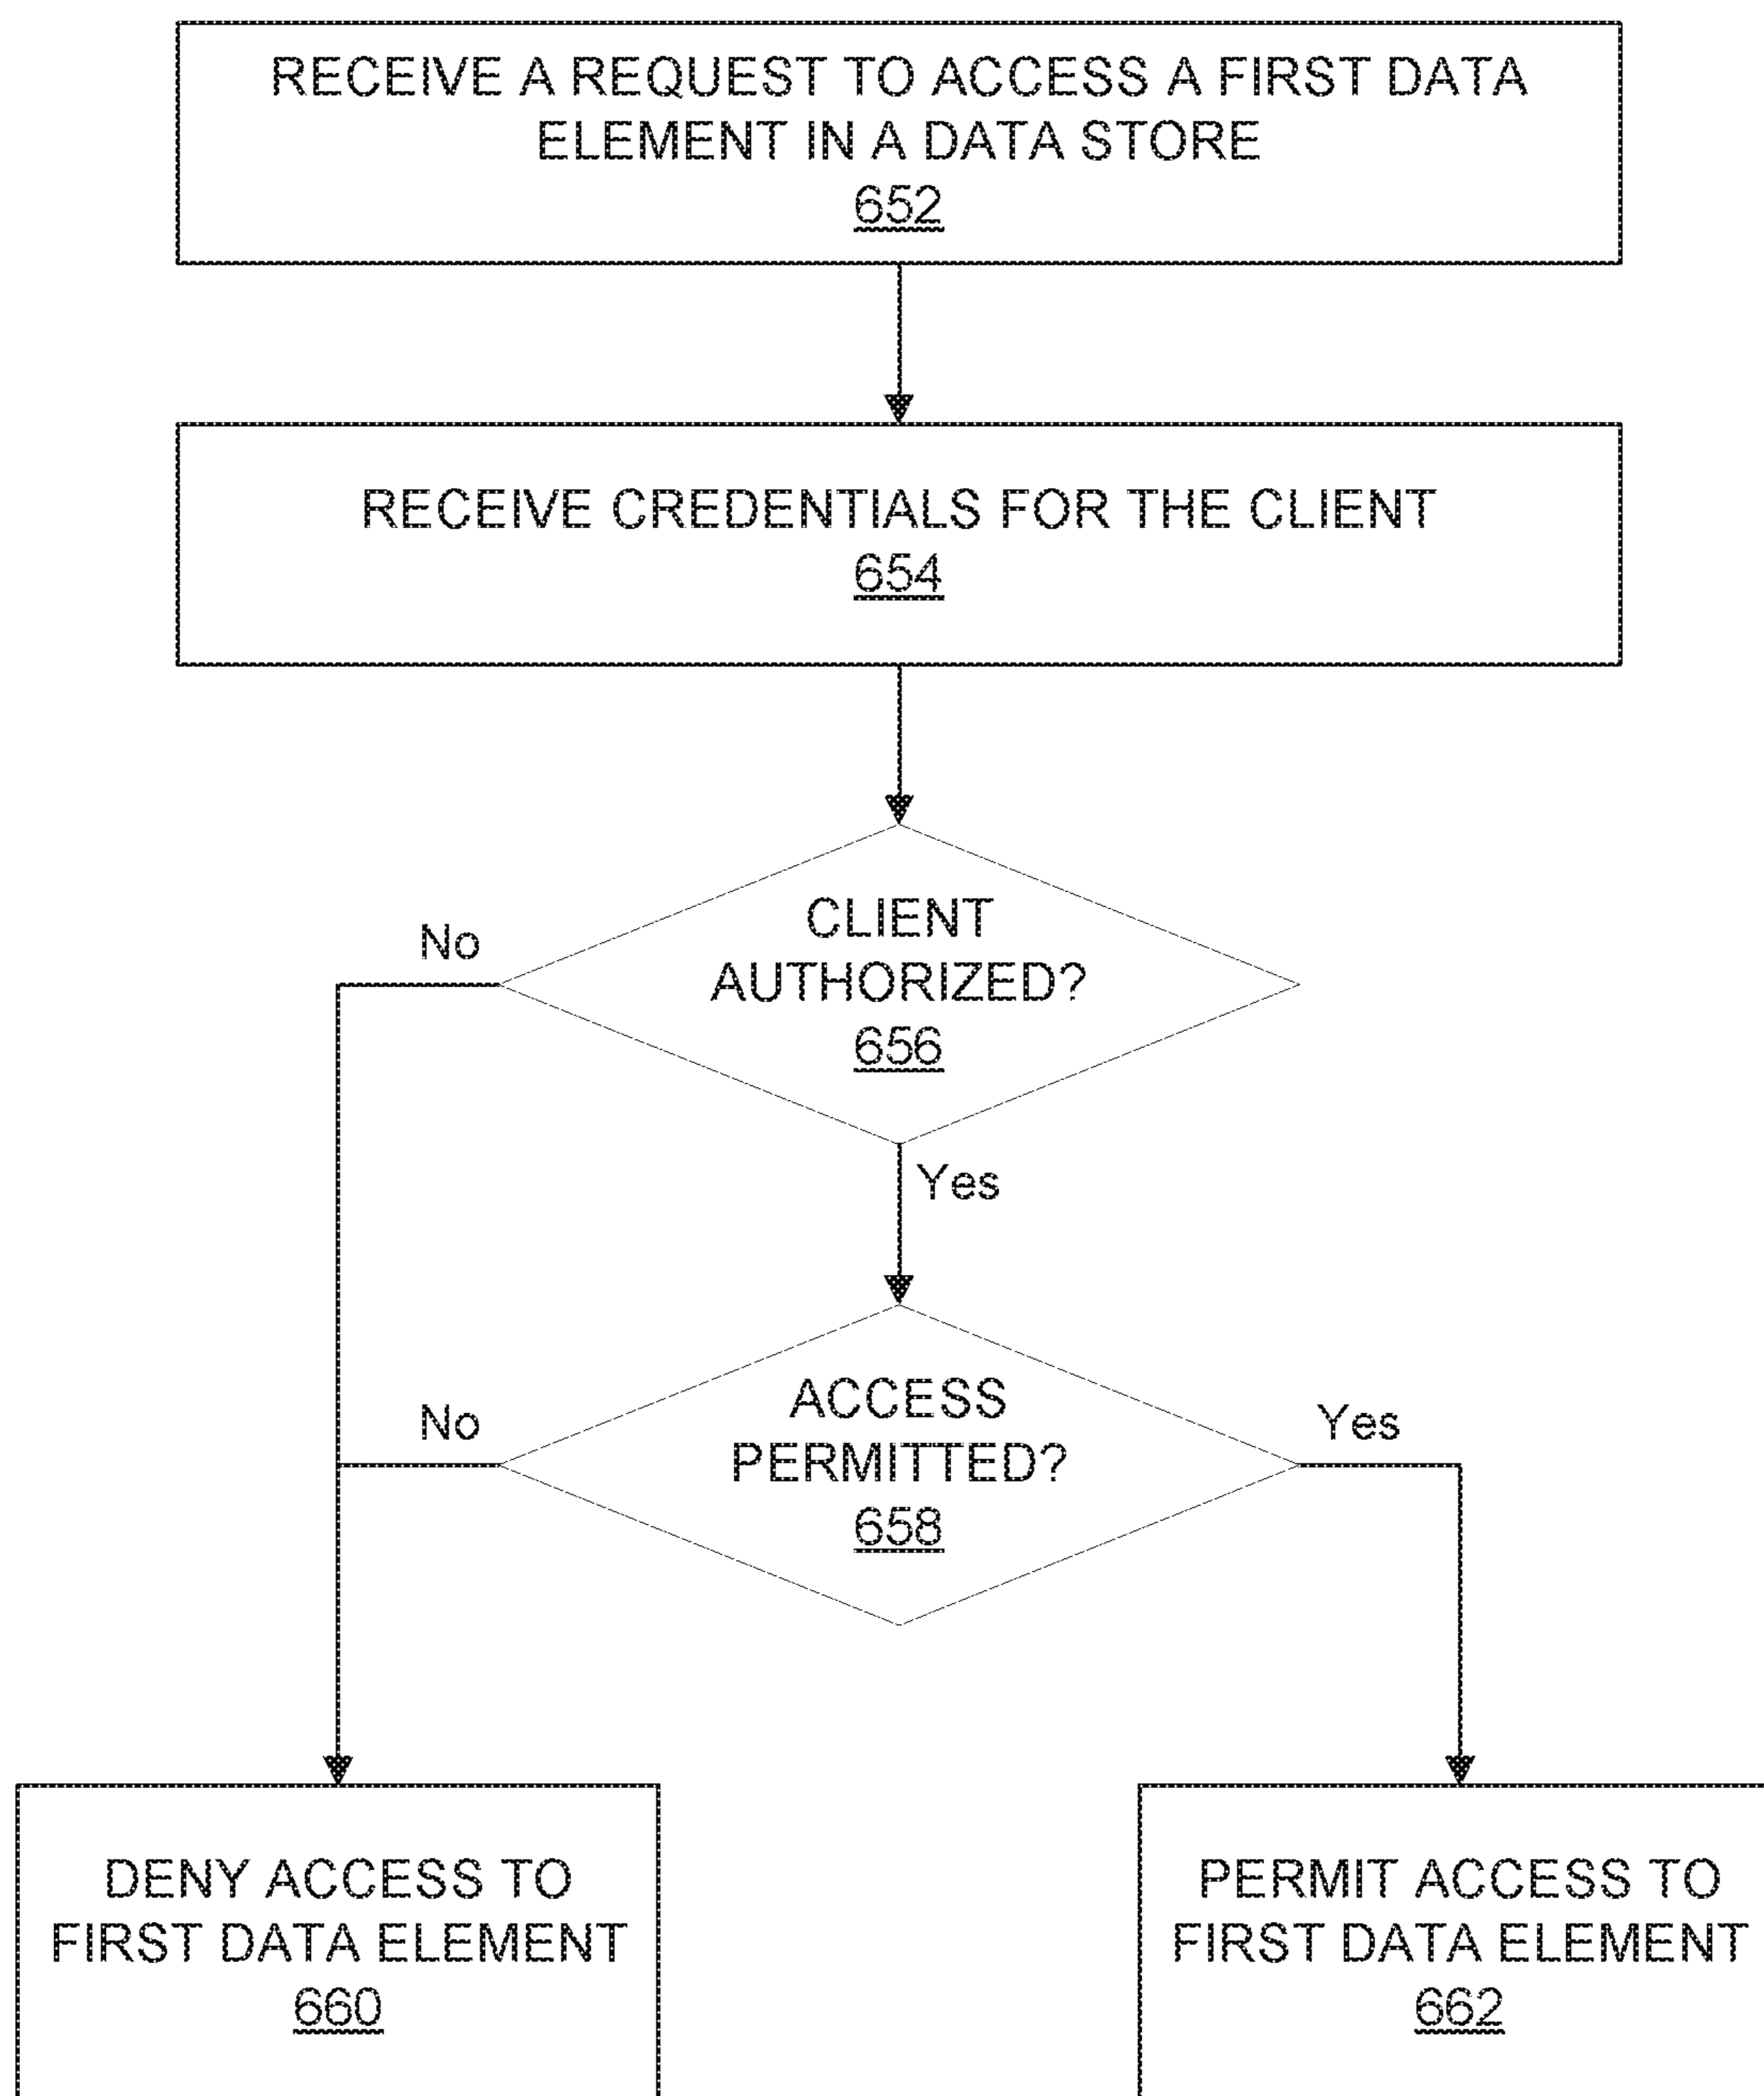 RECEIVE A REQUEST TO ACCESS A FIRST DATA
ELEMENT IN A DATA STORE
652
RECEIVE CREDENTIALS FOR THE CLIENT
654
CLIENT
AUTHORIZED?
656
No
Yes
ACCESS
PERMITTED?
658
No
Yes
DENY ACCESS TO
FIRST DATA ELEMENT
660
PERMIT ACCESS TO
FIRST DATA ELEMENT
662